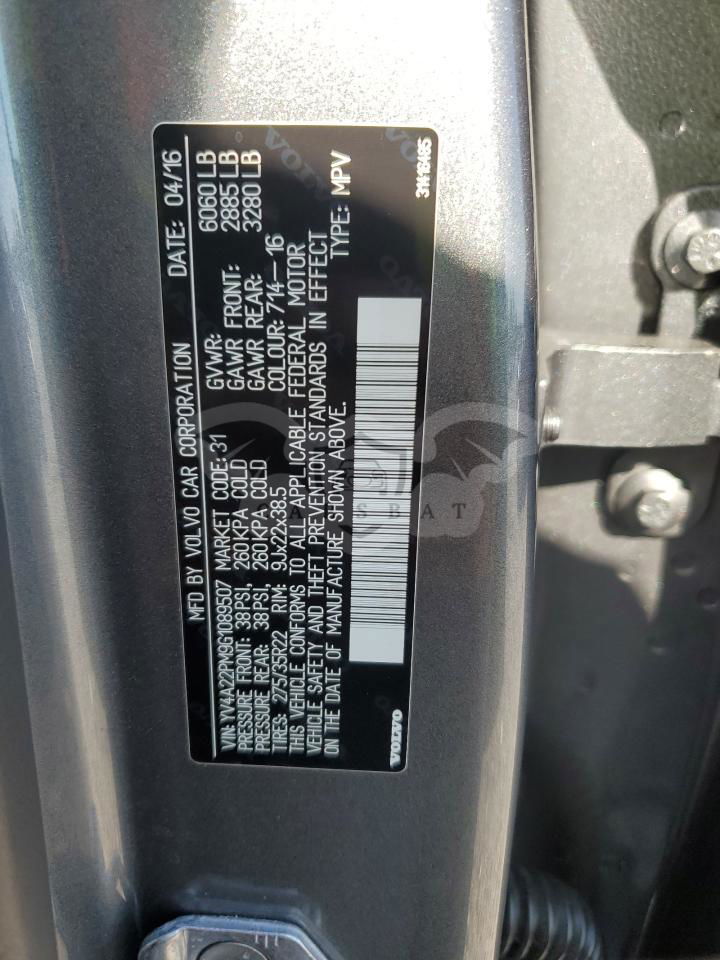 MFD BY VOLVO CAR CORPORATION DATE: 04/16
VIN: YV4A22PM9G1089507 MARKET CODE: 31 GVWR: 6060 LB
PRESSURE FRONT: 38PSI, 260KPA COLD GAWR FRONT: 2885 LB
PRESSURE REAR: 38PSI, 260KPA COLD GAWR REAR: 3280 LB
TIRES: 275/35R22 RIM: 9Jx22x38.5 COLOUR: 714-16
THIS VEHICLE CONFORMS TO ALL APPLICABLE FEDERAL MOTOR
VEHICLE SAFETY AND THEFT PREVENTION STANDARDS IN EFFECT
ON THE DATE OF MANUFACTURE SHOWN ABOVE. TYPE: MPV
VOLVO 31416485